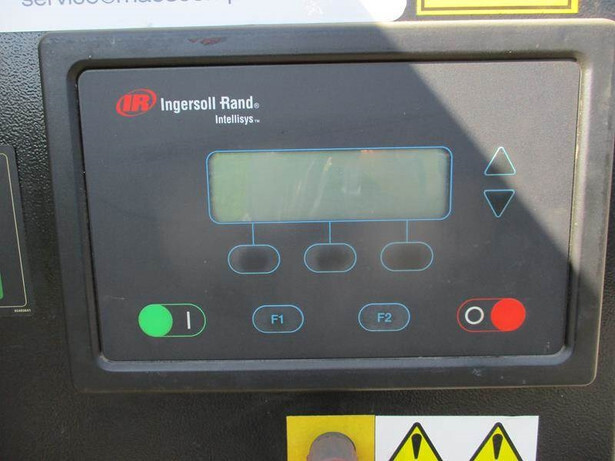 IR Ingersoll Rand®
Intellisys™
I
F1
F2
O